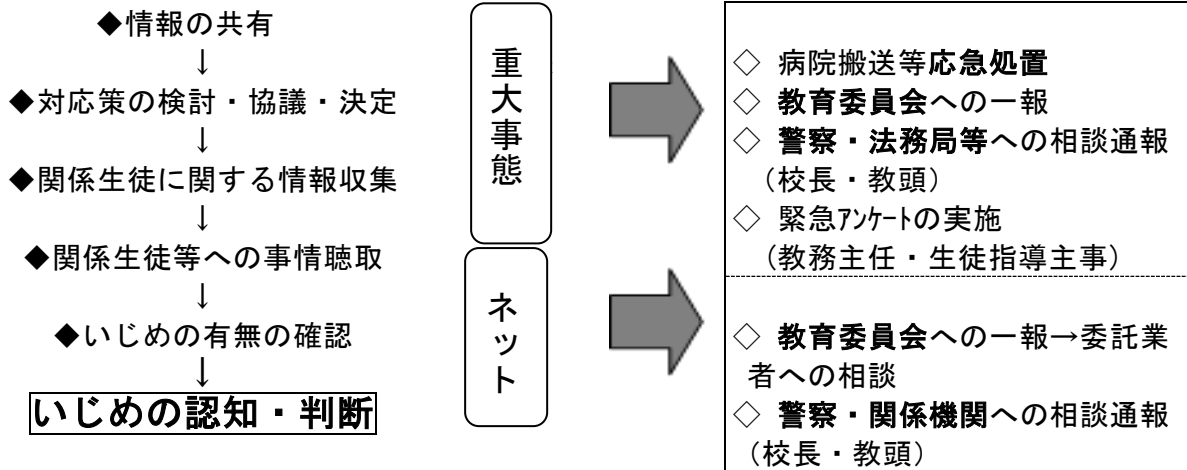 ◆情報の共有
↓
◆対応策の検討・協議・決定
↓
◆関係生徒に関する情報収集
↓
◆関係生徒等への事情聴取
↓
◆いじめの有無の確認
↓
いじめの認知・判断
重大事態
ネット
◇ 病院搬送等応急処置
◇ 教育委員会への一報
◇ 警察・法務局等への相談通報
（校長・教頭）
◇ 緊急ｱﾝｹｰﾄの実施
（教務主任・生徒指導主事）
◇ 教育委員会への一報→委託業
者への相談
◇ 警察・関係機関への相談通報
（校長・教頭）